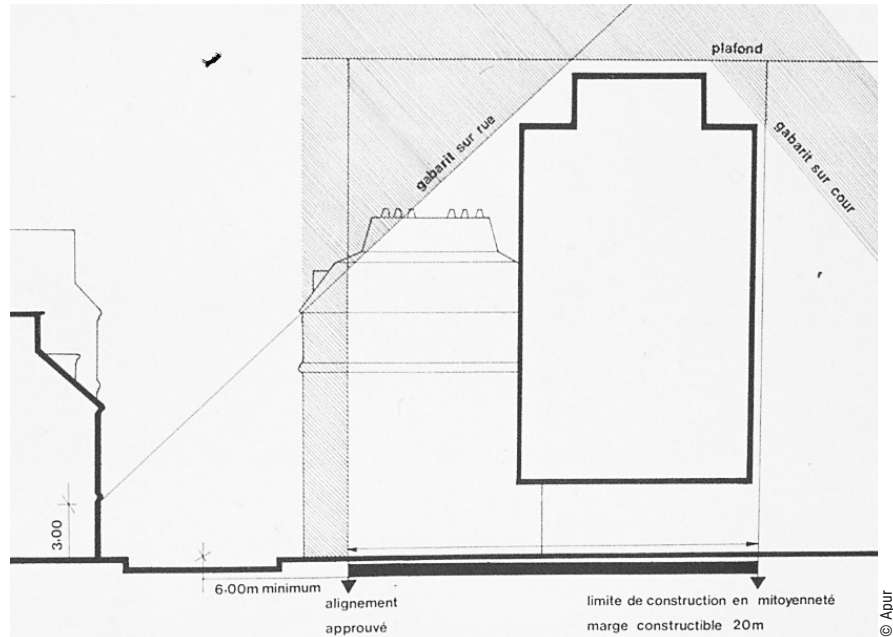 plafond
gabarit sur rue
gabarit sur cour
3.00
6.00m minimum
alignement
approuvé
limite de construction en mitoyenneté
marge constructible 20m
© Apur